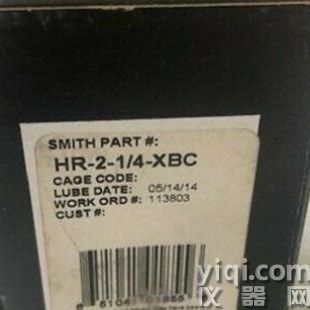 SMITH PART #:
HR-2-1/4-XBC
CAGE CODE:
LUBE DATE: 05/14/14
WORK ORD #: 113803
CUST #:
yiqi.com
仪器网